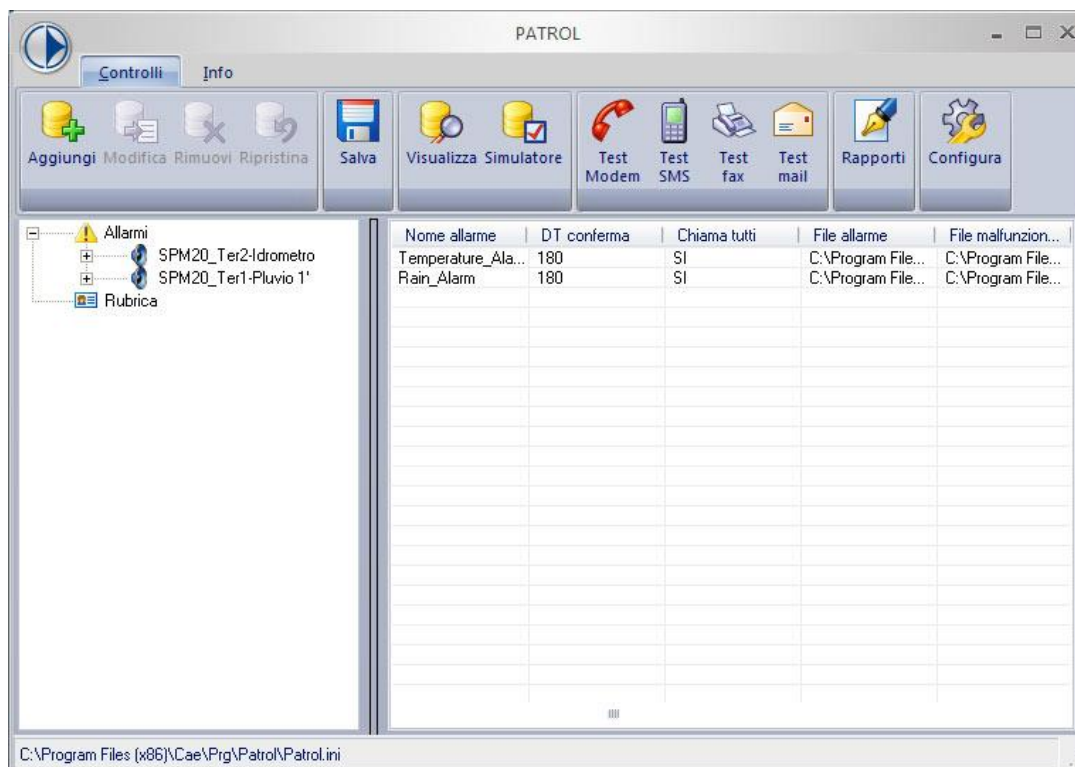 PATROL
Controlli Info
Aggiungi Modifica Rimuovi Ripristina Salva Visualizza Simulatore Test Modem Test SMS Test fax Test mail Rapporti Configura
Allarmi
SPM20_Ter2-Idrometro
SPM20_Ter1-Pluvio 1'
Rubrica
Nome allarme DT conferma Chiama tutti File allarme File malfunzion...
Temperature_Ala... 180 SI C:\Program File... C:\Program File...
Rain_Alarm 180 SI C:\Program File... C:\Program File...
C:\Program Files (x86)\Cae\Prg\Patrol\Patrol.ini